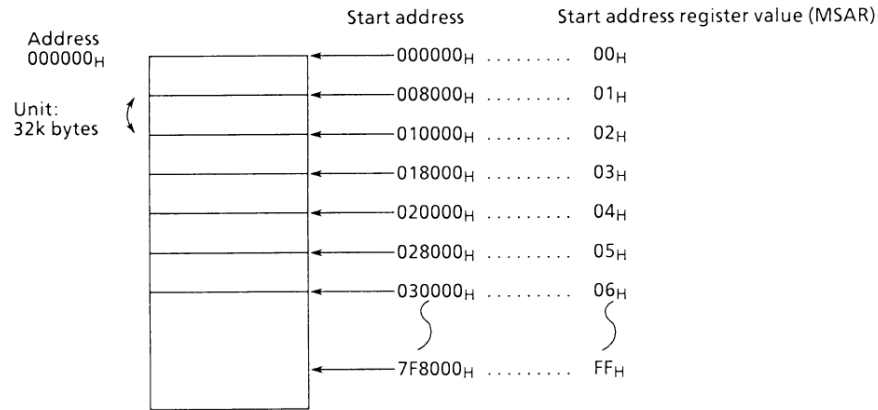 Start address Start address register value (MSAR)
Address
000000H
000000H ......... 00H
Unit:
32k bytes
008000H ......... 01H
010000H ......... 02H
018000H ......... 03H
020000H ......... 04H
028000H ......... 05H
030000H ......... 06H
7F8000H ......... FFH